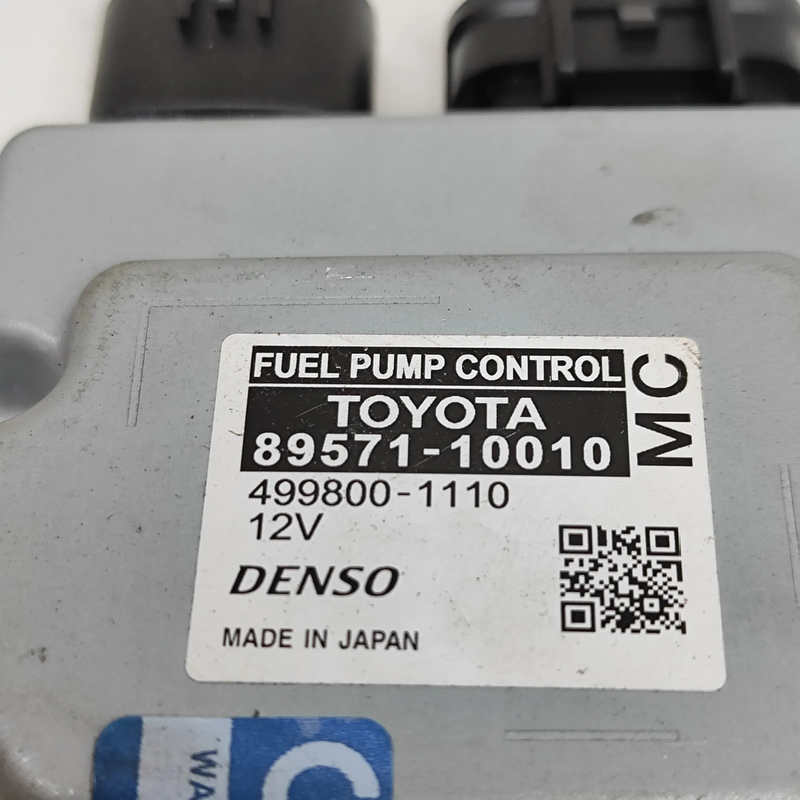 FUEL PUMP CONTROL
TOYOTA
89571-10010
MC
499800-1110
12V
DENSO
MADE IN JAPAN